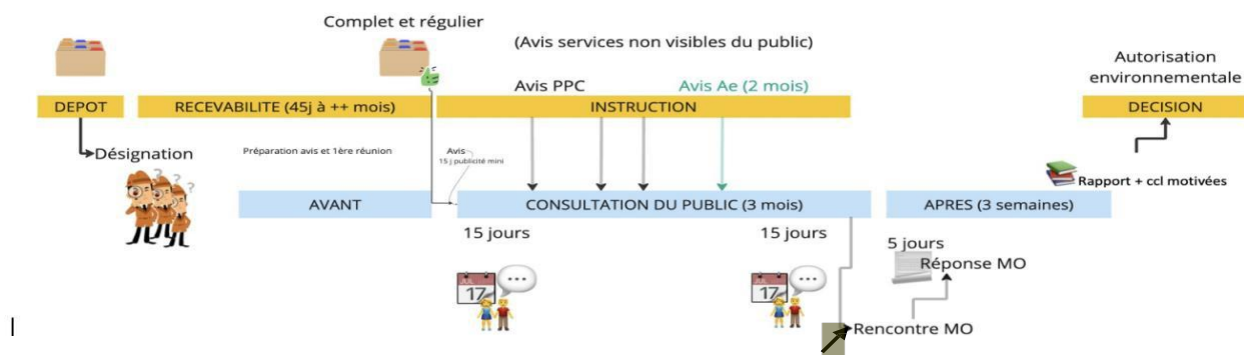 Complet et régulier
(Avis services non visibles du public)
Autorisation
environnementale
Avis PPC
Avis Ae (2 mois)
DEPOT
RECEVABILITE (45j à ++ mois)
INSTRUCTION
DECISION
Désignation
Préparation avis et 1ère réunion
Avis
15 j publicité mini
? ? ?
Rapport + ccl motivées
AVANT
CONSULTATION DU PUBLIC (3 mois)
APRES (3 semaines)
15 jours
15 jours
5 jours
Réponse MO
JUL
17
...
JUL
17
...
Rencontre MO